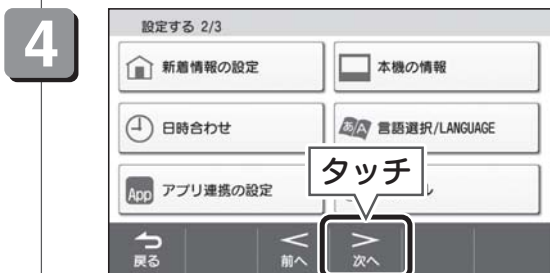 4
設定する 2/3
新着情報の設定
本機の情報
日時合わせ
あ/A 言語選択/LANGUAGE
App アプリ連携の設定
タッチ
戻る
< 前へ
> 次へ